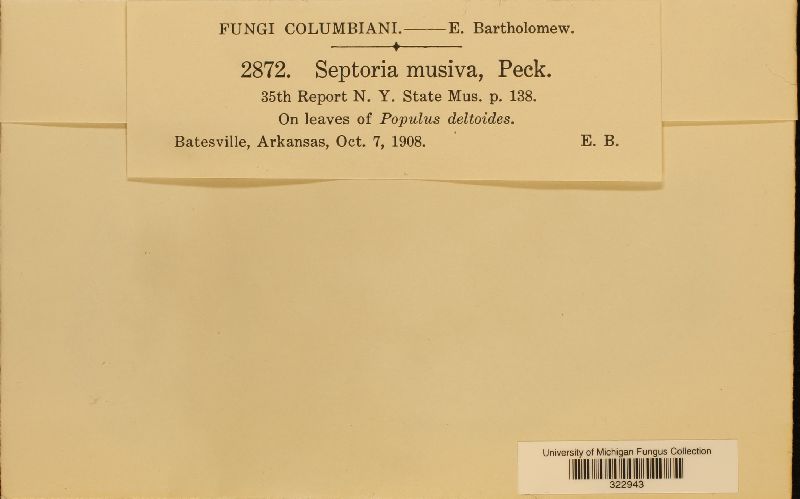 FUNGI COLUMBIANI.——E. Bartholomew.
2872. Septoria musiva, Peck.
35th Report N. Y. State Mus. p. 138.
On leaves of Populus deltoides.
Batesville, Arkansas, Oct. 7, 1908. E. B.
University of Michigan Fungus Collection
322943